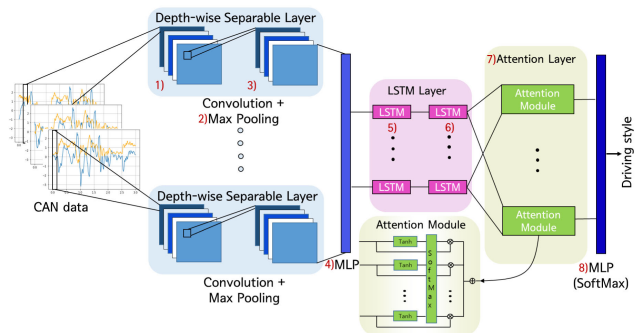 Depth-wise Separable Layer
1)
3)
Convolution +
2)Max Pooling
CAN data
Depth-wise Separable Layer
Convolution +
Max Pooling
4)MLP
LSTM Layer
LSTM
LSTM
5)
6)
LSTM
LSTM
7)Attention Layer
Attention
Module
Attention
Module
Attention Module
Tanh
Tanh
Tanh
SoftMax
8)MLP
(SoftMax)
Driving style